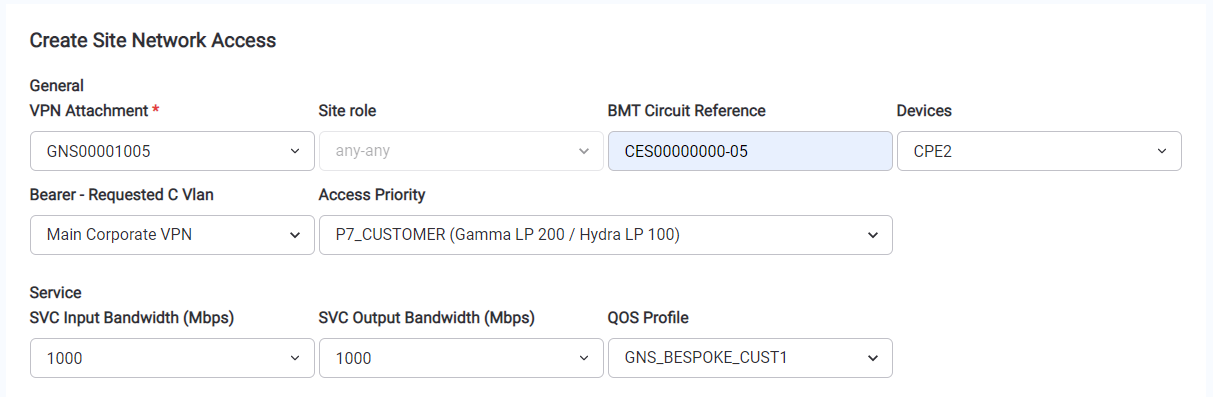 Create Site Network Access
General
VPN Attachment * Site role BMT Circuit Reference Devices
GNS00001005 any-any CES00000000-05 CPE2
Bearer - Requested C Vlan Access Priority
Main Corporate VPN P7_CUSTOMER (Gamma LP 200 / Hydra LP 100)
Service
SVC Input Bandwidth (Mbps) SVC Output Bandwidth (Mbps) QOS Profile
1000 1000 GNS_BESPOKE_CUST1